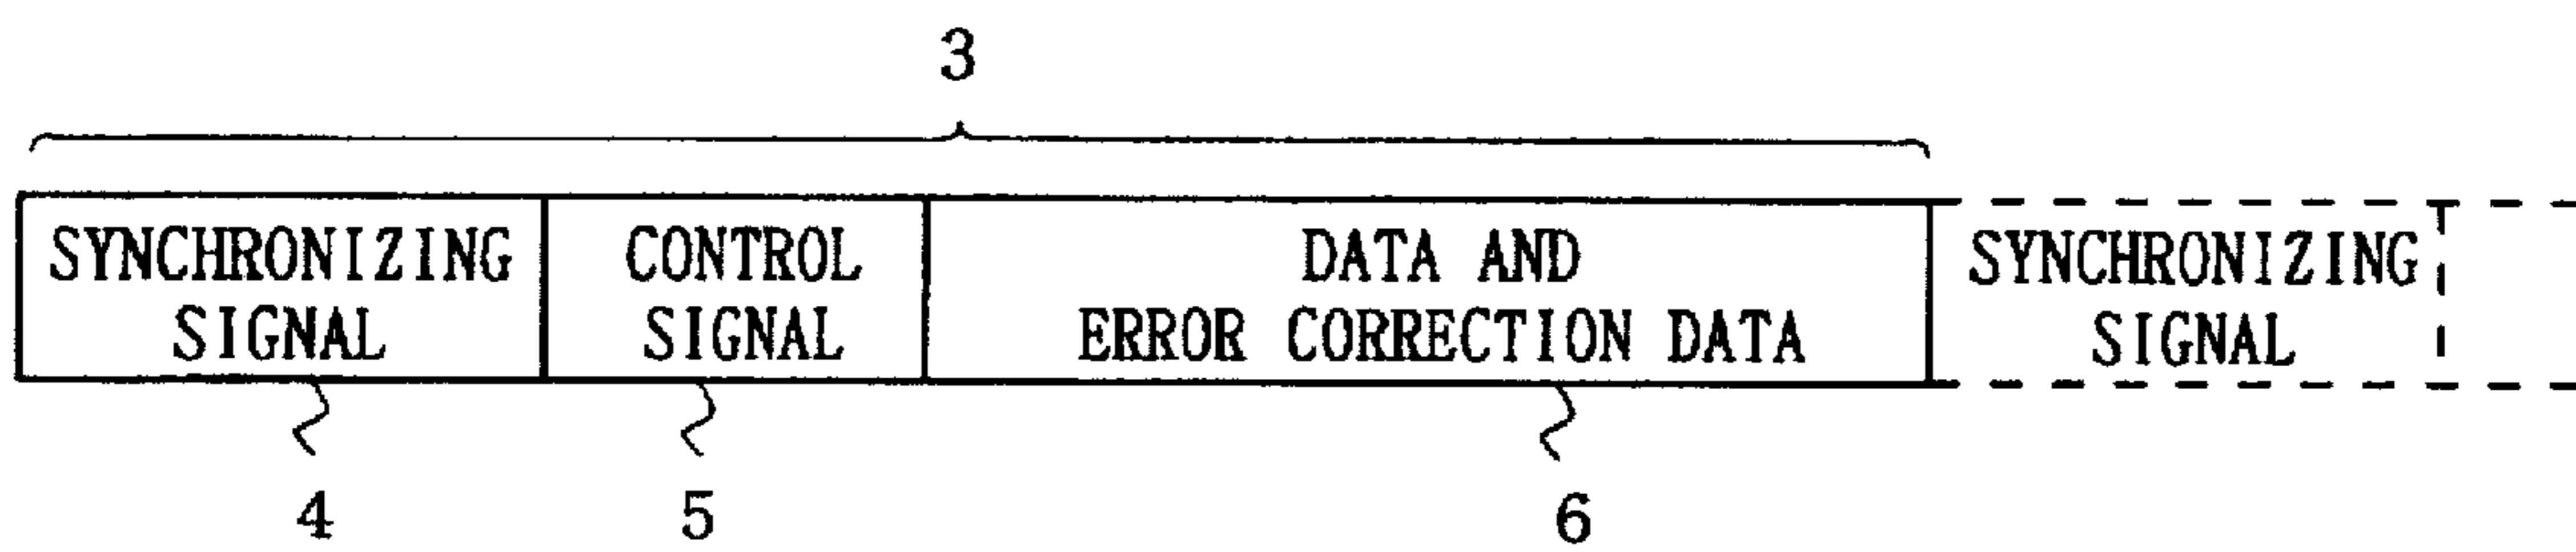 3
SYNCHRONIZING
SIGNAL
CONTROL
SIGNAL
DATA AND
ERROR CORRECTION DATA
SYNCHRONIZING
SIGNAL
4
5
6